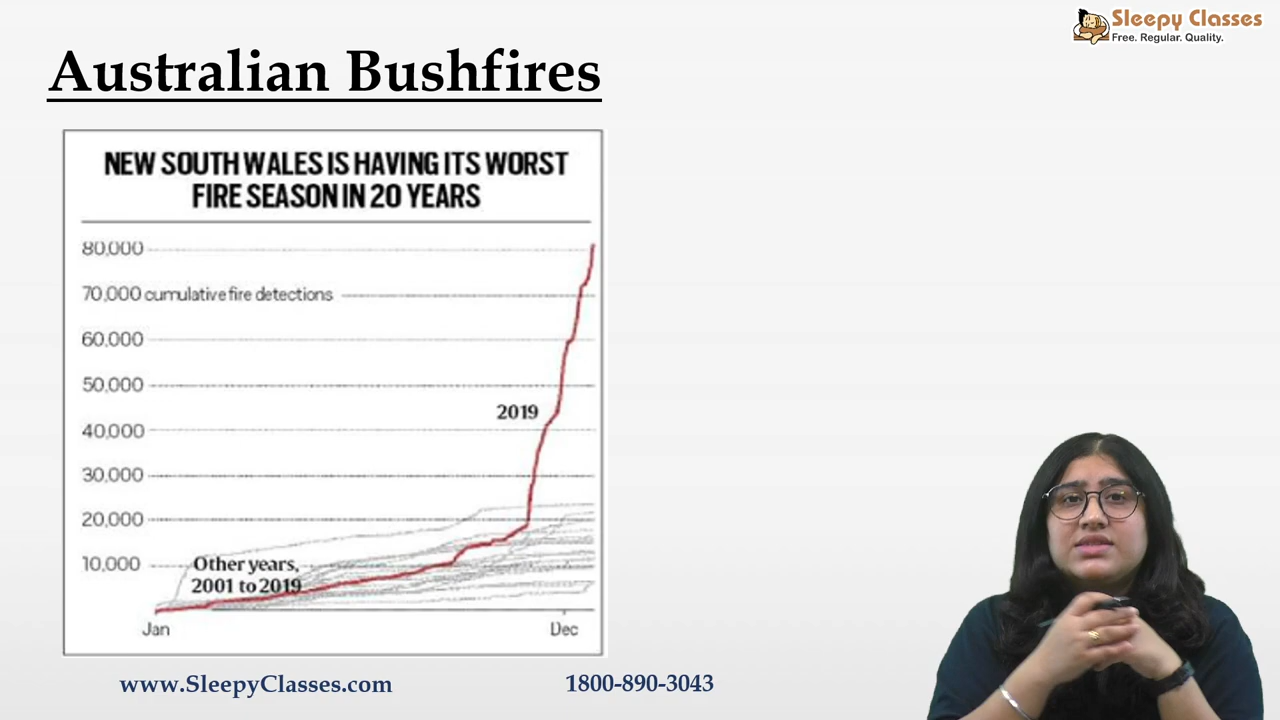 Sleepy Classes
Free. Regular. Quality.
Australian Bushfires
NEW SOUTH WALES IS HAVING ITS WORST
FIRE SEASON IN 20 YEARS
80,000
70,000 cumulative fire detections
60,000
50,000
2019
40,000
30,000
20,000
10,000
Other years,
2001 to 2019
Jan
Dec
www.SleepyClasses.com
1800-890-3043